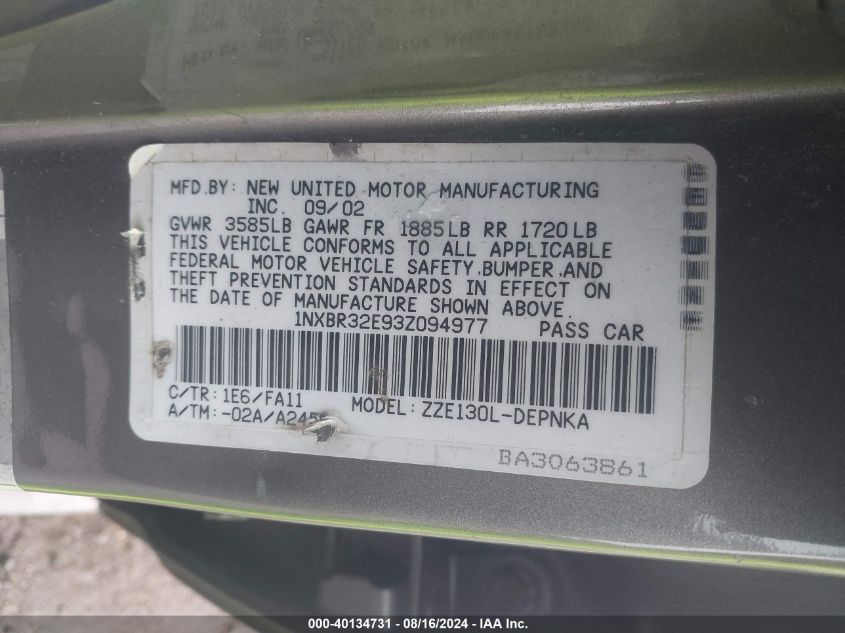 MFD.BY: NEW UNITED MOTOR MANUFACTURING
INC. 09/02
GVWR 3585LB GAWR FR 1885LB RR 1720LB
THIS VEHICLE CONFORMS TO ALL APPLICABLE
FEDERAL MOTOR VEHICLE SAFETY,BUMPER,AND
THEFT PREVENTION STANDARDS IN EFFECT ON
THE DATE OF MANUFACTURE SHOWN ABOVE.
1NXBR32E93Z094977 PASS CAR
C/TR: 1E6/FA11
A/TM: -02A/ MODEL: ZZE130L-DEPNKA
BA3063861
000-40134731 - 08/16/2024 - IAA Inc.